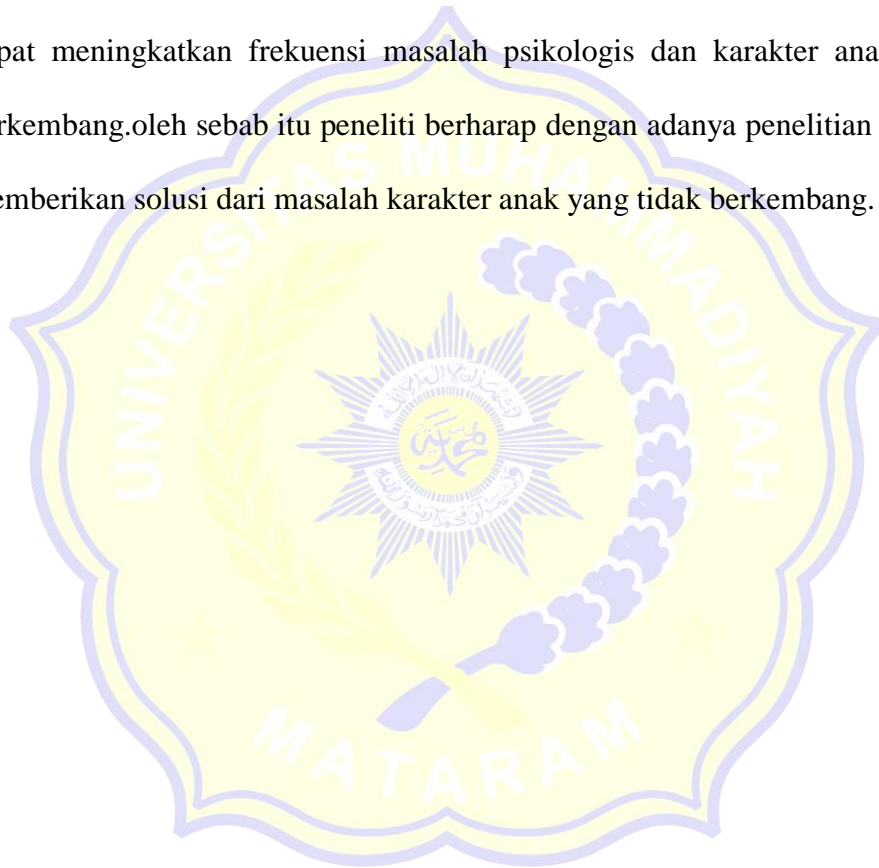 pat meningkatkan frekuensi masalah psikologis dan karakter ana
rkembang.oleh sebab itu peneliti berharap dengan adanya penelitian
emberikan solusi dari masalah karakter anak yang tidak berkembang.
UNIVERSITAS MUHAMMADIYAH
MATARAM